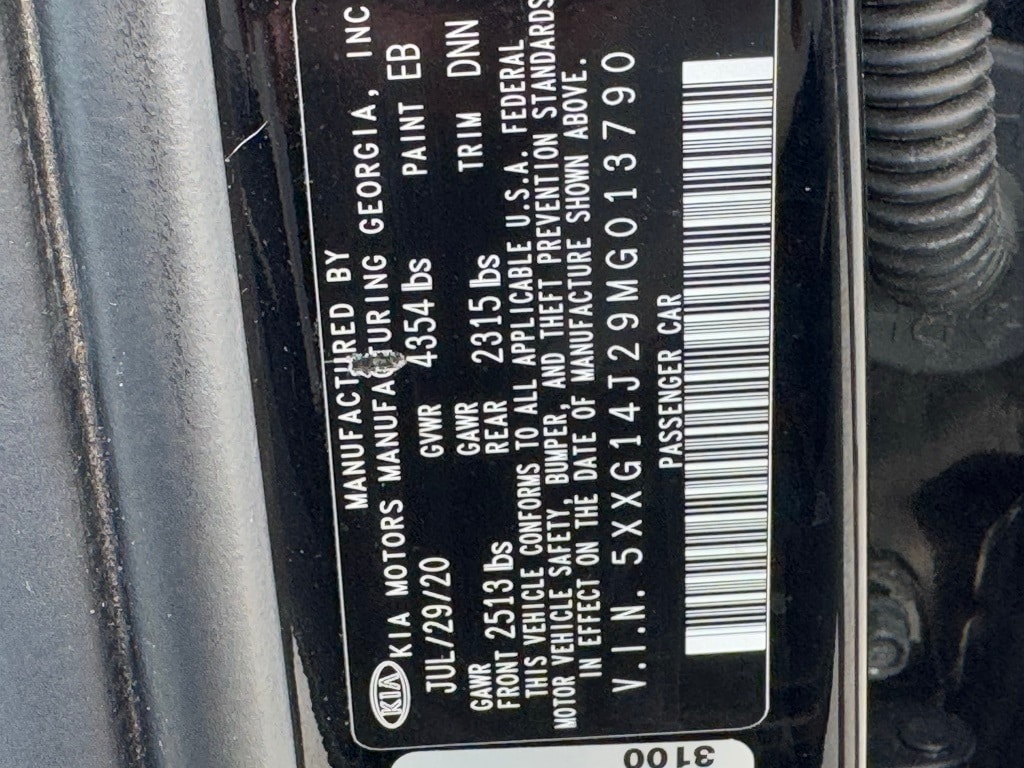 KIA
MANUFACTURED BY
KIA MOTORS MANUFACTURING GEORGIA, INC
JUL/29/20 GVWR 4354 lbs PAINT EB
GAWR FRONT 2513 lbs GAWR REAR 2315 lbs TRIM DNN
THIS VEHICLE CONFORMS TO ALL APPLICABLE U.S.A. FEDERAL
MOTOR VEHICLE SAFETY, BUMPER, AND THEFT PREVENTION STANDARDS
IN EFFECT ON THE DATE OF MANUFACTURE SHOWN ABOVE.
V.I.N. 5XXG14J29MG013790
PASSENGER CAR
3100